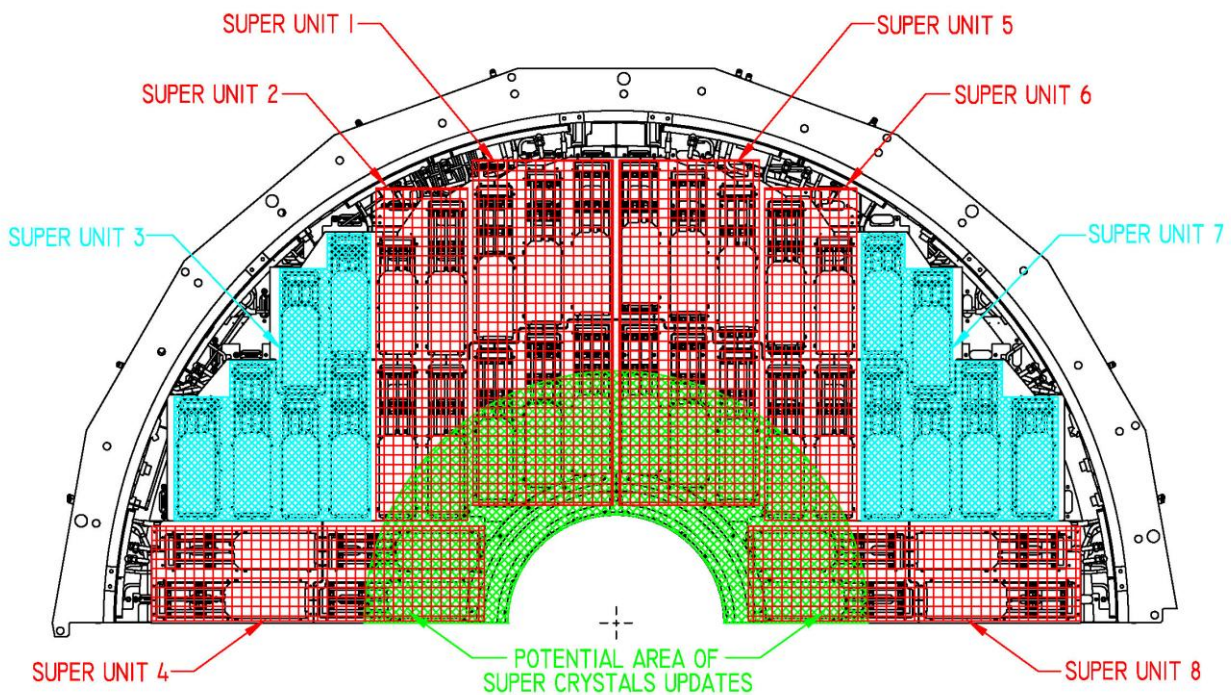 SUPER UNIT 1
SUPER UNIT 5
SUPER UNIT 2
SUPER UNIT 6
SUPER UNIT 3
SUPER UNIT 7
SUPER UNIT 4
POTENTIAL AREA OF
SUPER CRYSTALS UPDATES
SUPER UNIT 8